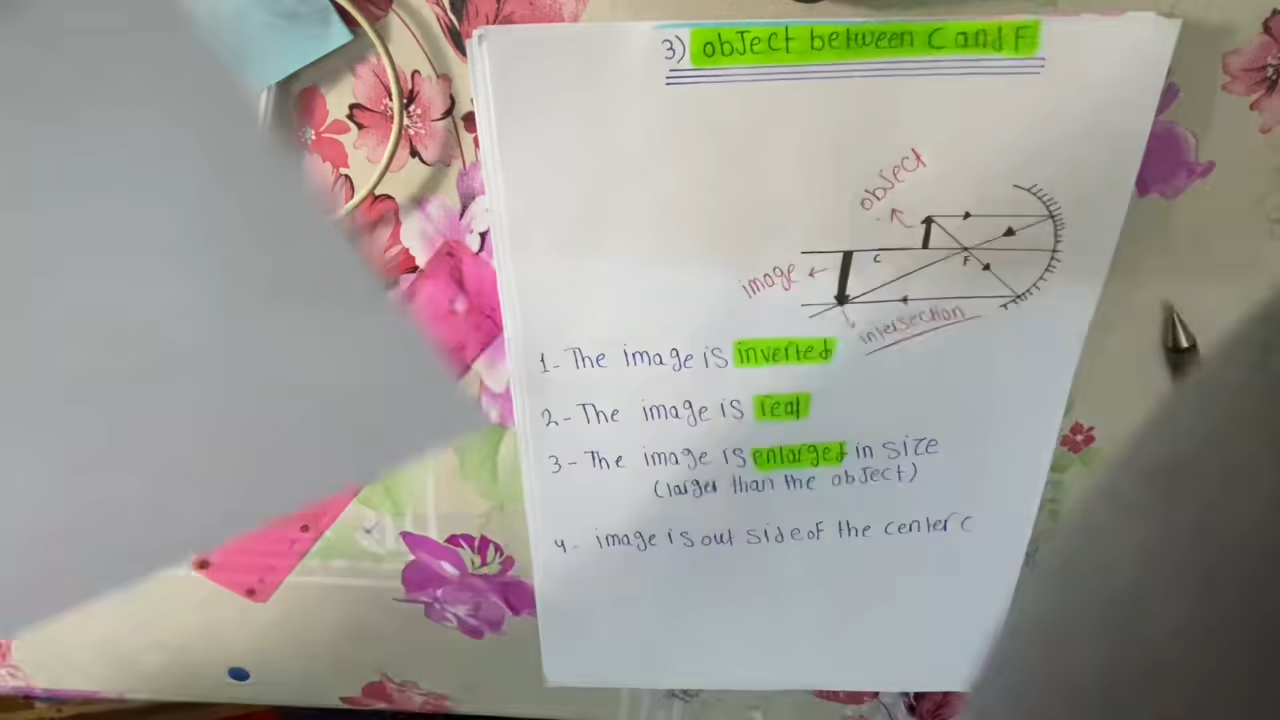 3) object between C and F
object
C
F
image
intersection
1- The image is inverted
2- The image is real
3- The image is enlarged in size
(larger than the object)
4. image is out side of the center c